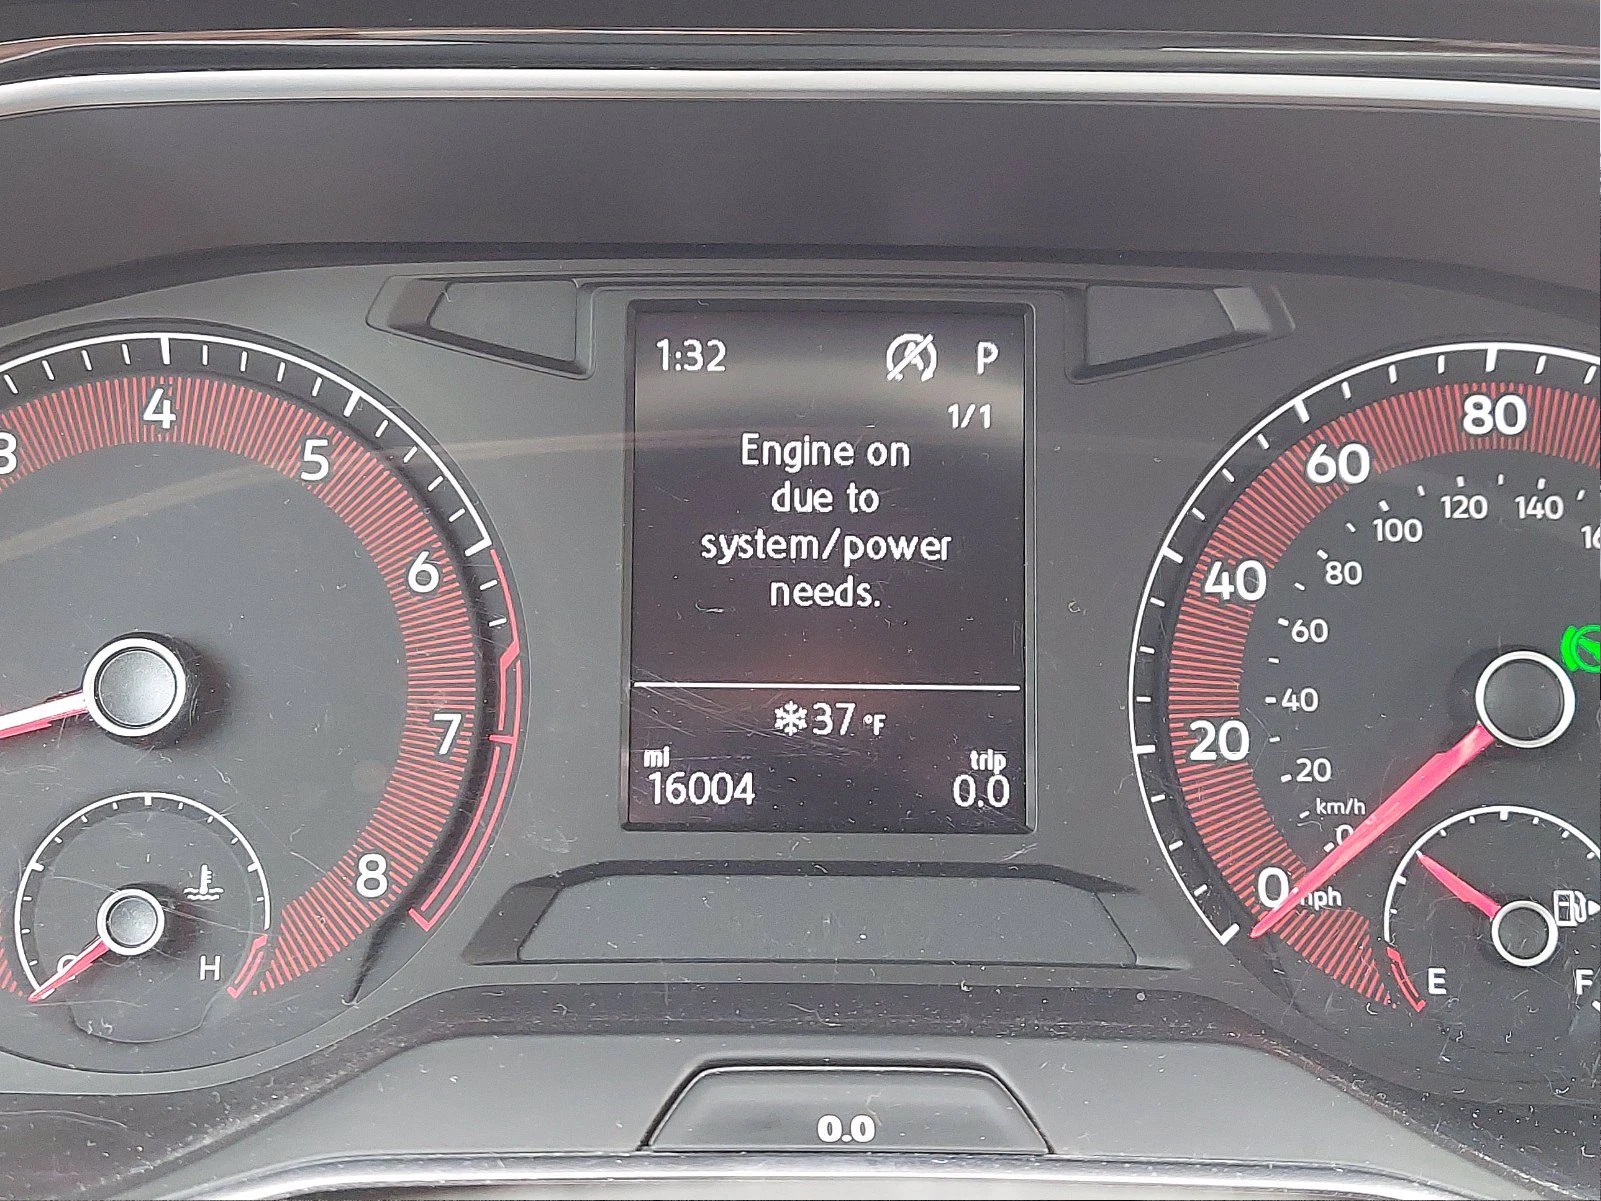 1:32 P
1/1
Engine on
due to
system/power
needs.
37 °F
mi trip
16004 0.0
3 4 5 6 7 8
C H
0 20 40 60 80
mph
0 20 40 60 80 100 120 140
km/h
E F
0.0